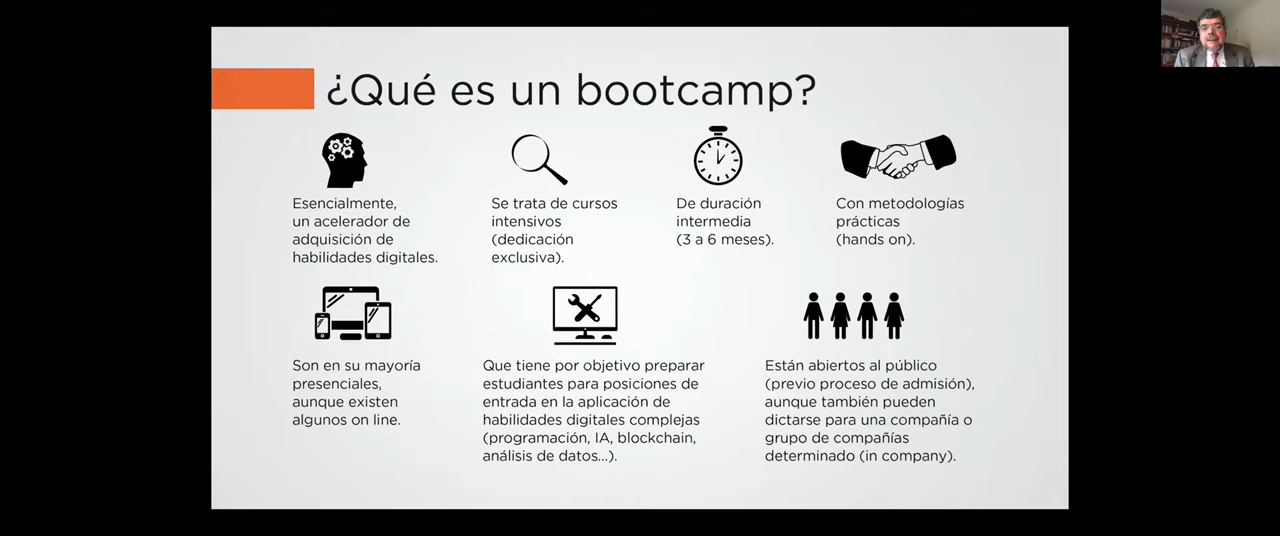 ¿Qué es un bootcamp?
Esencialmente,
un acelerador de
adquisición de
habilidades digitales.
Se trata de cursos
intensivos
(dedicación
exclusiva).
De duración
intermedia
(3 a 6 meses).
Con metodologías
prácticas
(hands on).
Son en su mayoría
presenciales,
aunque existen
algunos on line.
Que tiene por objetivo preparar
estudiantes para posiciones de
entrada en la aplicación de
habilidades digitales complejas
(programación, IA, blockchain,
análisis de datos...).
Están abiertos al público
(previo proceso de admisión),
aunque también pueden
dictarse para una compañía o
grupo de compañías
determinado (in company).